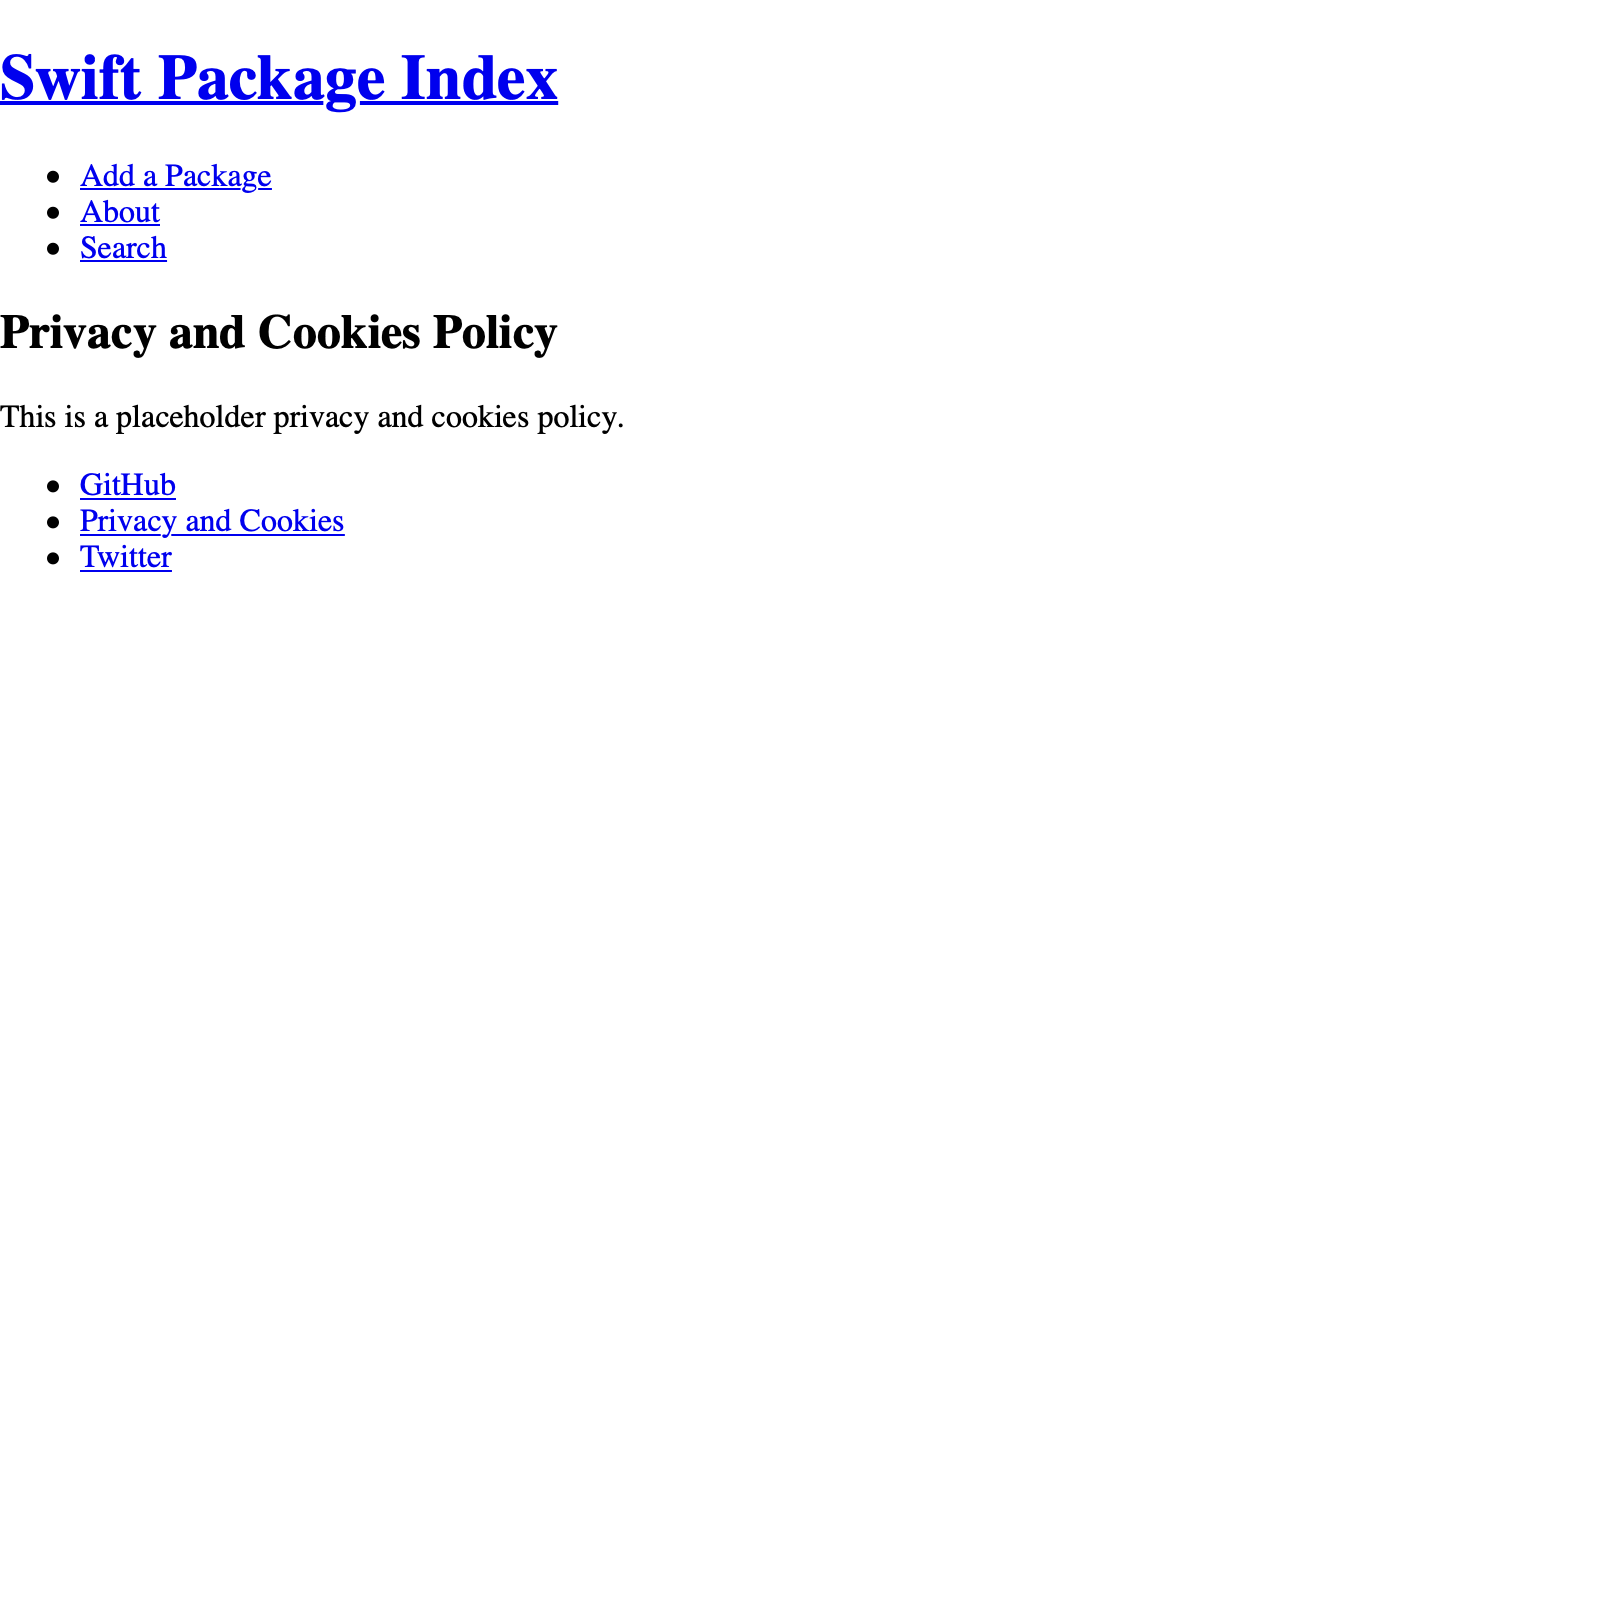 Swift Package Index
Add a Package
About
Search
Privacy and Cookies Policy
This is a placeholder privacy and cookies policy.
GitHub
Privacy and Cookies
Twitter